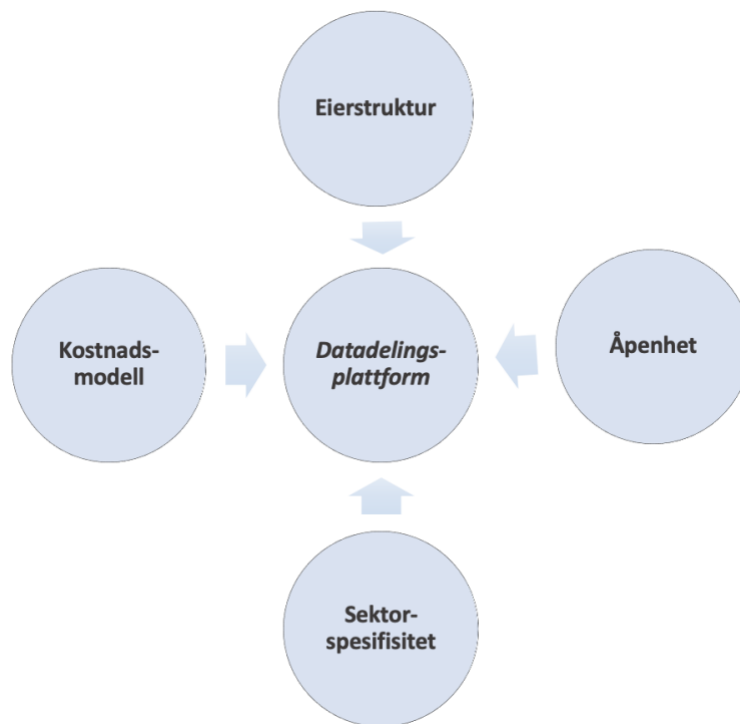 Eierstruktur
Kostnads-
modell
Datadelings-
plattform
Åpenhet
Sektor-
spesifisitet